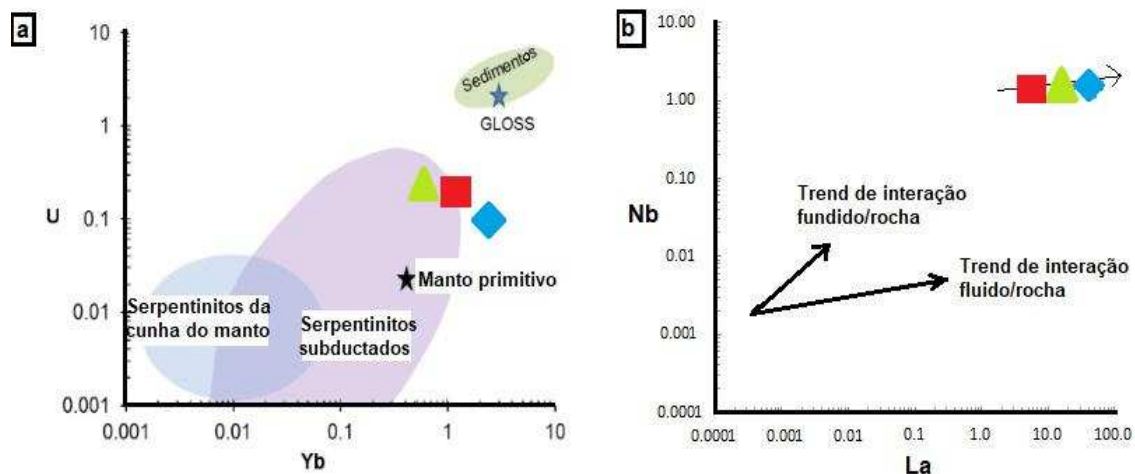 a
10
1
0.1
0.01
0.001
U
Sedimentos
GLOSS
Manto primitivo
Serpentinitos da
cunha do manto
Serpentinitos
subductados
0.001
0.01
0.1
1
10
Yb
b
10.00
1.00
0.10
0.01
0.001
0.0001
Nb
Trend de interação
fundido/rocha
Trend de interação
fluido/rocha
0.0001
0.001
0.01
0.1
1.0
10.0
100.0
La